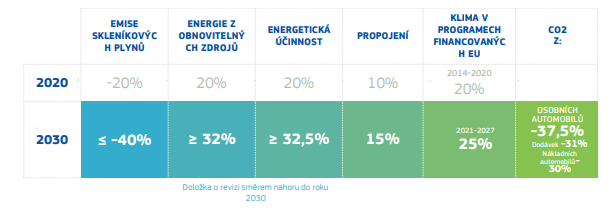 EMISE
SKLENÍKOVÝC
H PLYNŮ
ENERGIE Z
OBNOVITELNÝ
CH ZDROJŮ
ENERGETICKÁ
ÚČINNOST
PROPOJENÍ
KLIMA V
PROGRAMECH
FINANCOVANÝC
H EU
CO2
Z:
2020
-20%
20%
20%
10%
2014-2020
20%
2030
≤ -40%
≥ 32%
≥ 32,5%
15%
2021-2027
25%
OSOBNÍCH
AUTOMOBILŮ
-37,5%
Dodávek -31%
Nákladních
automobilů-
30%
Doložka o revizi směrem nahoru do roku
2030